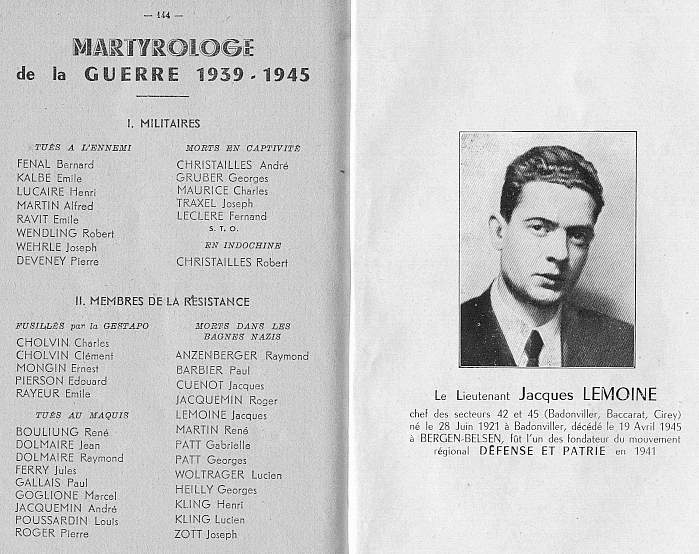 — 144 —
MARTYROLOGE
de la GUERRE 1939 - 1945
I. MILITAIRES
TUÉS A L'ENNEMI
FENAL Bernard
KALBE Emile
LUCAIRE Henri
MARTIN Alfred
RAVIT Emile
WENDLING Robert
WEHRLE Joseph
DEVENEY Pierre
MORTS EN CAPTIVITÉ
CHRISTAILLES André
GRUBER Georges
MAURICE Charles
TRAXEL Joseph
LECLERE Fernand
S. T. O.
EN INDOCHINE
CHRISTAILLES Robert
II. MEMBRES DE LA RÉSISTANCE
FUSILLÉS par la GESTAPO
CHOLVIN Charles
CHOLVIN Clément
MONGIN Ernest
PIERSON Edouard
RAYEUR Emile
TUÉS AU MAQUIS
BOULIUNG René
DOLMAIRE Jean
DOLMAIRE Raymond
FERRY Jules
GALLAIS Paul
GOGLIONE Marcel
JACQUEMIN André
POUSSARDIN Louis
ROGER Pierre
MORTS DANS LES
BAGNES NAZIS
ANZENBERGER Raymond
BARBIER Paul
CUENOT Jacques
JACQUEMIN Roger
LEMOINE Jacques
MARTIN René
PATT Gabrielle
PATT Georges
WOLTRAGER Lucien
HEILLY Georges
KLING Henri
KLING Lucien
ZOTT Joseph
Le Lieutenant Jacques LEMOINE
chef des secteurs 42 et 45 (Badonviller, Baccarat, Cirey)
né le 28 Juin 1921 à Badonviller, décédé le 19 Avril 1945
à BERGEN-BELSEN, fût l'un des fondateur du mouvement
régional DÉFENSE ET PATRIE en 1941